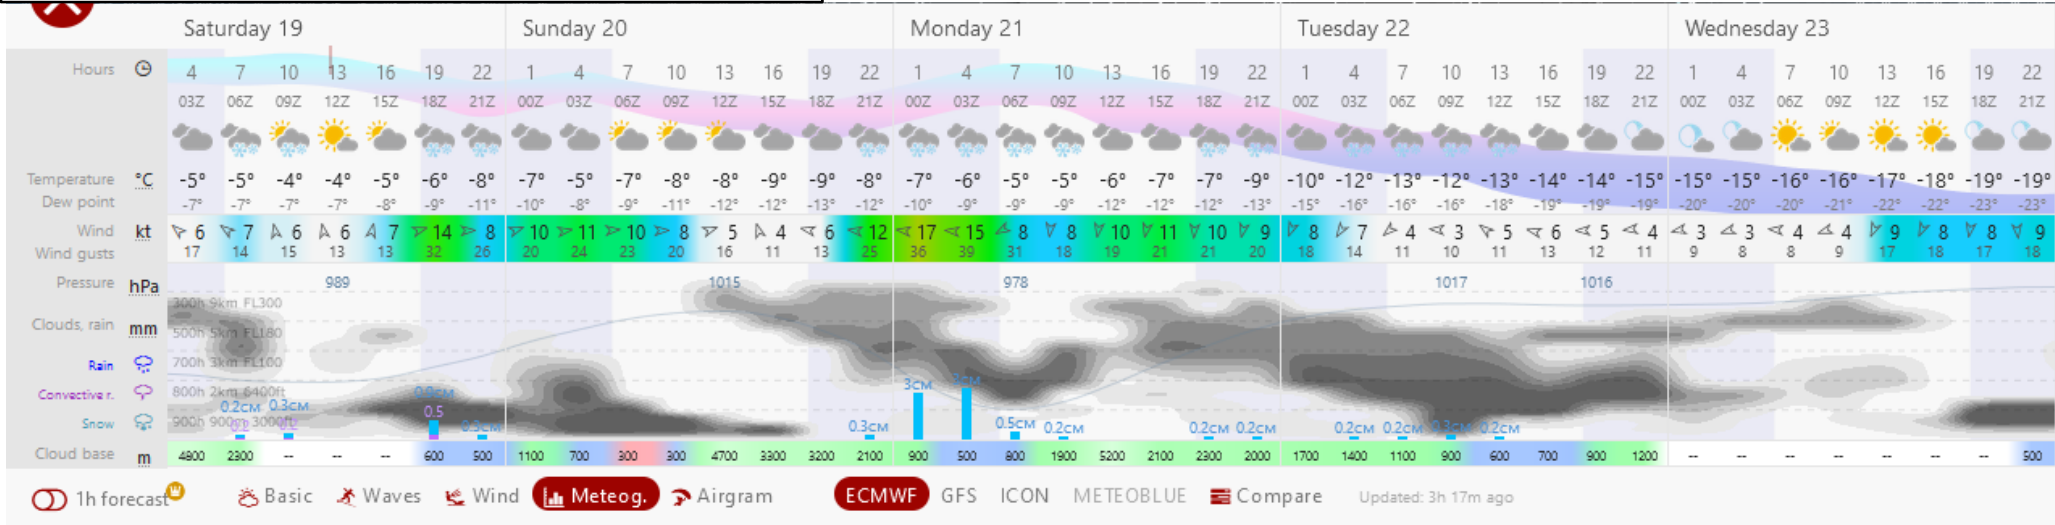 Saturday 19 Sunday 20 Monday 21 Tuesday 22 Wednesday 23
Hours 4 7 10 13 16 19 22 1 4 7 10 13 16 19 22 1 4 7 10 13 16 19 22 1 4 7 10 13 16 19 22 1 4 7 10 13 16 19 22
03Z 06Z 09Z 12Z 15Z 18Z 21Z 00Z 03Z 06Z 09Z 12Z 15Z 18Z 21Z 00Z 03Z 06Z 09Z 12Z 15Z 18Z 21Z 00Z 03Z 06Z 09Z 12Z 15Z 18Z 21Z 00Z 03Z 06Z 09Z 12Z 15Z 18Z 21Z
Temperature °C -5° -5° -4° -4° -5° -6° -8° -7° -5° -7° -8° -8° -9° -9° -8° -7° -6° -5° -5° -6° -7° -7° -9° -10° -12° -13° -12° -13° -14° -14° -15° -15° -15° -16° -16° -17° -18° -19° -19°
Dew point -7° -7° -7° -7° -8° -9° -11° -10° -8° -9° -11° -12° -12° -13° -12° -10° -9° -9° -9° -12° -12° -12° -13° -15° -16° -16° -16° -18° -19° -19° -19° -20° -20° -20° -21° -22° -22° -23° -23°
Wind kt 6 7 6 6 7 14 8 10 11 10 8 5 4 6 12 17 15 8 8 10 11 10 9 8 7 4 3 5 6 5 4 3 3 4 4 9 8 8 9
Wind gusts 17 14 15 13 13 32 26 20 24 23 20 16 11 13 25 36 39 31 18 19 21 21 20 18 14 11 10 11 13 12 11 9 8 8 9 17 18 17 18
Pressure hPa 989 1015 978 1017 1016
300h 9km FL300
Clouds, rain mm
500h 5km FL180
Rain 700h 3km FL100
Convective r. 800h 2km 6400ft 0.9см 3см 3см
0.2см 0.3см 0.5
Snow 900h 900m 3000ft 0.3см 0.3см 0.5см 0.2см 0.2см 0.2см 0.2см 0.2см 0.3см 0.2см
Cloud base m 4800 2300 -- -- -- 600 500 1100 700 300 300 4700 3300 3200 2100 900 500 800 1900 5200 2100 2300 2000 1700 1400 1100 900 600 700 900 1200 -- -- -- -- -- -- -- 500
1h forecast Basic Waves Wind Meteog. Airgram ECMWF GFS ICON METEOBLUE Compare Updated: 3h 17m ago